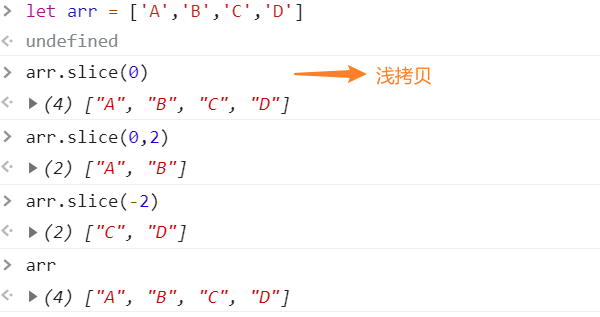 > let arr = ['A','B','C','D']
<· undefined
> arr.slice(0) 浅拷贝
<· ▶(4) ["A", "B", "C", "D"]
> arr.slice(0,2)
<· ▶(2) ["A", "B"]
> arr.slice(-2)
<· ▶(2) ["C", "D"]
> arr
<· ▶(4) ["A", "B", "C", "D"]